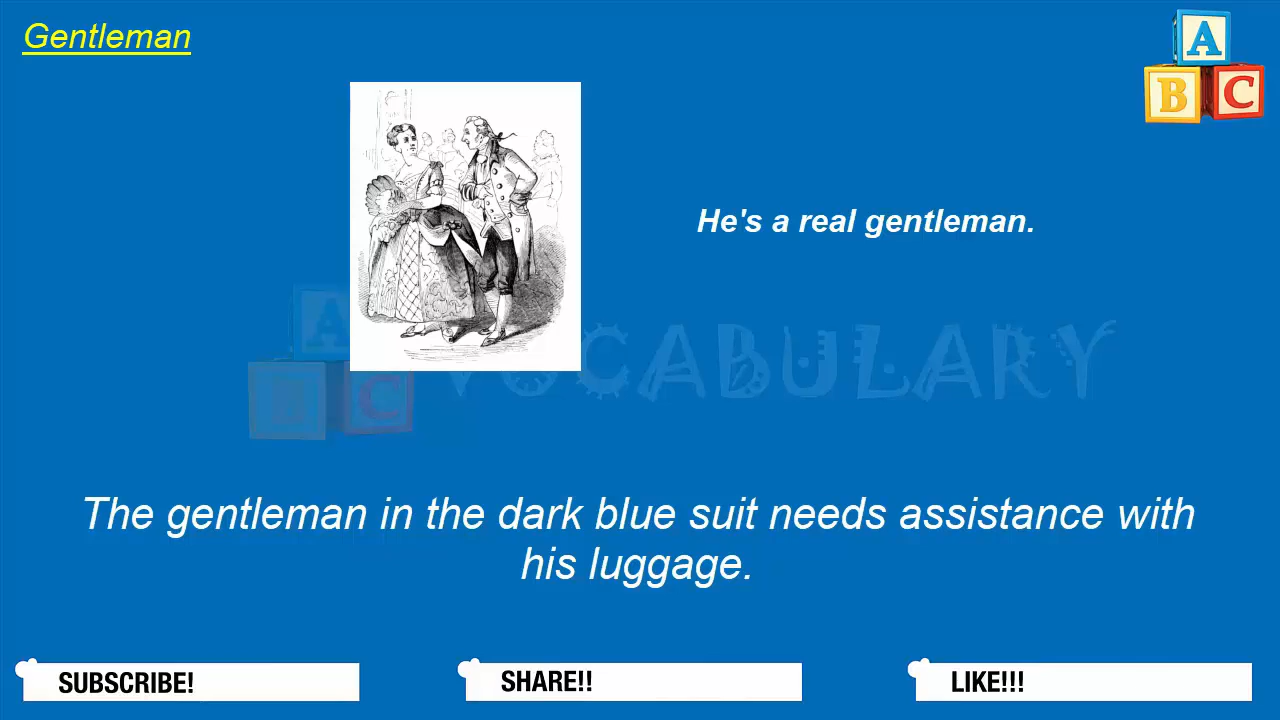 Gentleman
A
B C
He's a real gentleman.
A
B C
VOCABULARY
The gentleman in the dark blue suit needs assistance with
his luggage.
SUBSCRIBE!
SHARE!!
LIKE!!!